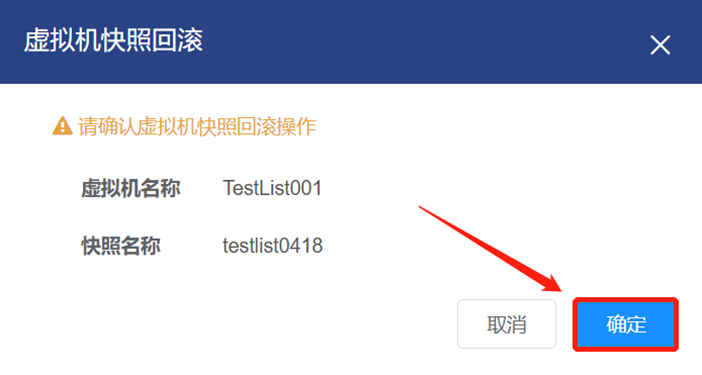 虚拟机快照回滚
请确认虚拟机快照回滚操作
虚拟机名称 TestList001
快照名称 testlist0418
取消 确定